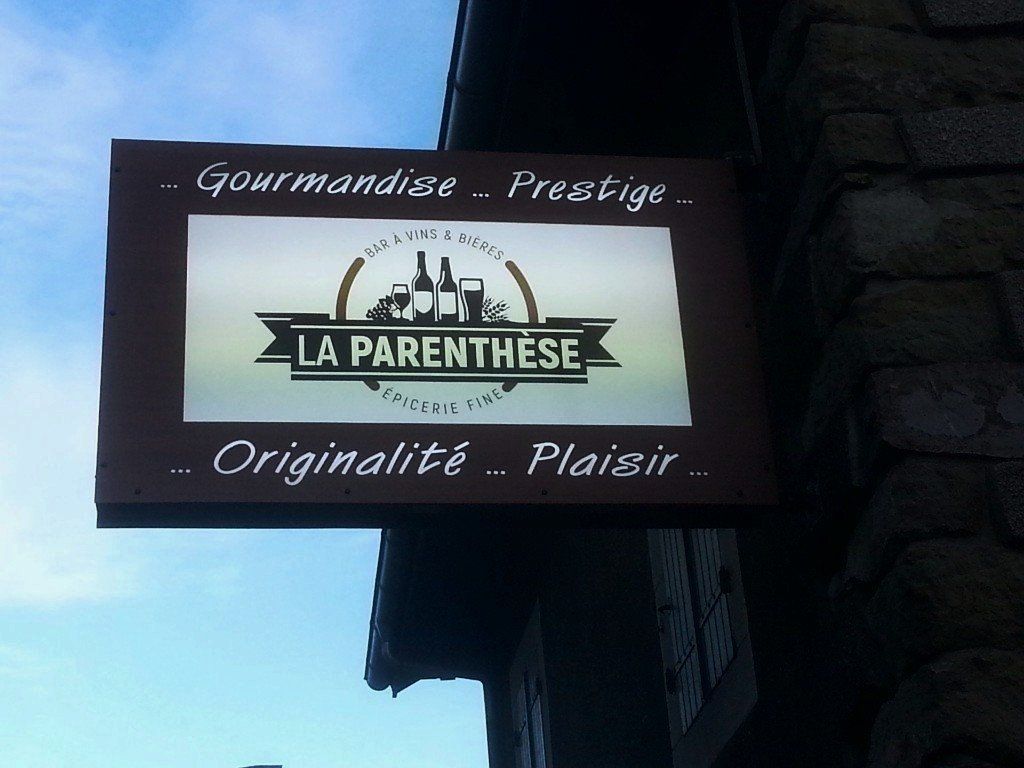 ... Gourmandise ... Prestige ...
BAR À VINS & BIÈRES
LA PARENTHÈSE
ÉPICERIE FINE
... Originalité ... Plaisir ...